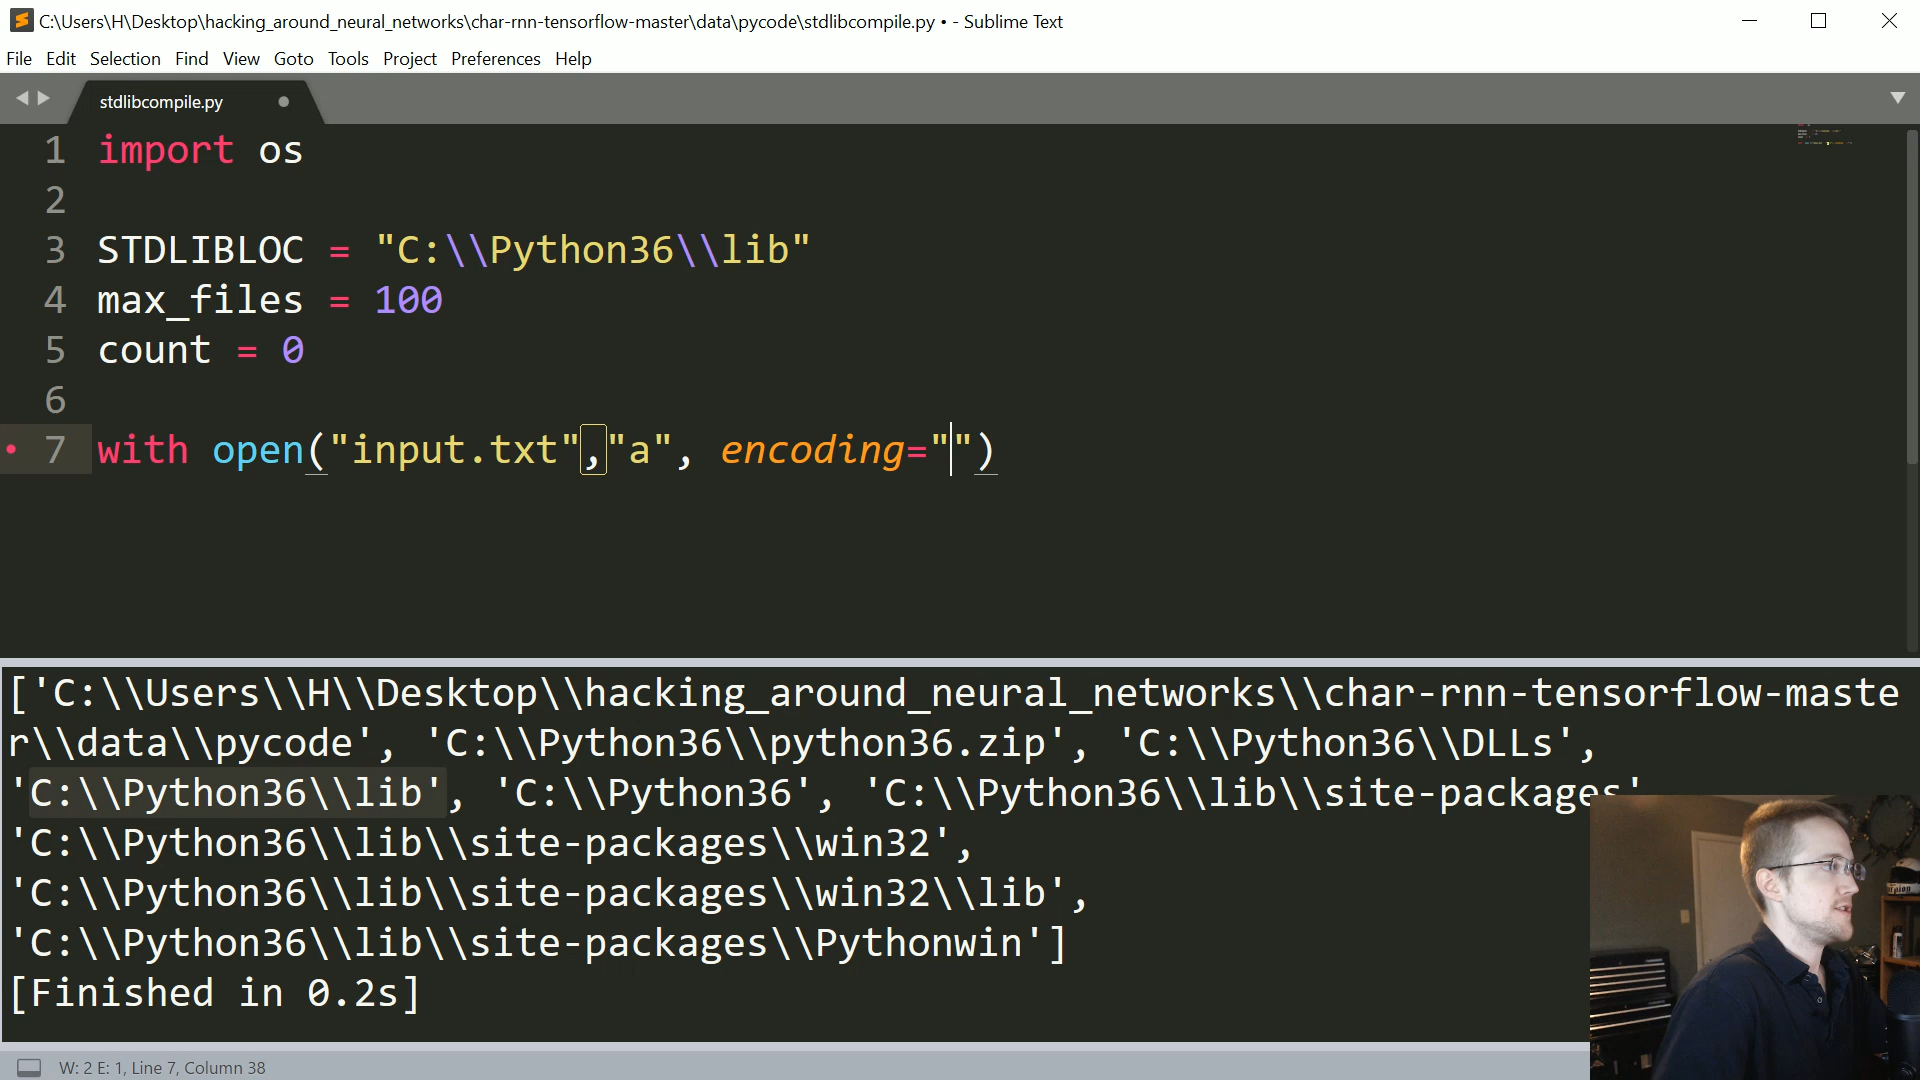 C:\Users\H\Desktop\hacking_around_neural_networks\char-rnn-tensorflow-master\data\pycode\stdlibcompile.py • - Sublime Text
File Edit Selection Find View Goto Tools Project Preferences Help
stdlibcompile.py
1 import os
2
3 STDLIBLOC = "C:\\Python36\\lib"
4 max_files = 100
5 count = 0
6
7 with open("input.txt","a", encoding="")
['C:\\Users\\H\\Desktop\\hacking_around_neural_networks\\char-rnn-tensorflow-maste
r\\data\\pycode', 'C:\\Python36\\python36.zip', 'C:\\Python36\\DLLs',
'C:\\Python36\\lib', 'C:\\Python36', 'C:\\Python36\\lib\\site-packages'
'C:\\Python36\\lib\\site-packages\\win32',
'C:\\Python36\\lib\\site-packages\\win32\\lib',
'C:\\Python36\\lib\\site-packages\\Pythonwin']
[Finished in 0.2s]
W: 2 E: 1, Line 7, Column 38